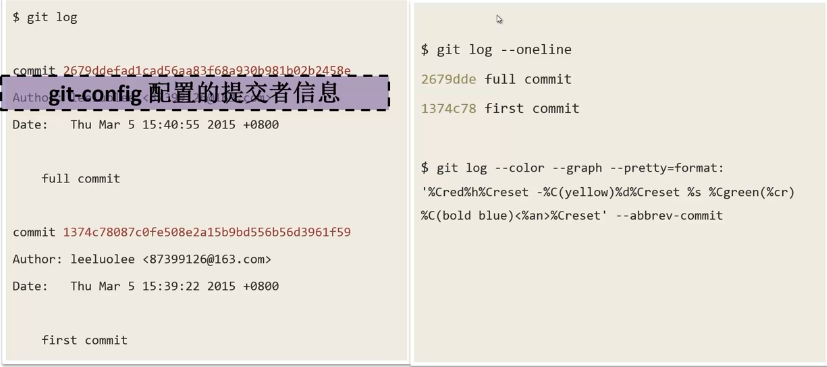 $ git log
commit 2679ddefad1cad56aa83f68a930b981b02b2458e
git-config 配置的提交者信息
Author: leeluolee
Date: Thu Mar 5 15:40:55 2015 +0800
full commit
commit 1374c78087c0fe508e2a15b9bd556b56d3961f59
Author: leeluolee <87399126@163.com>
Date: Thu Mar 5 15:39:22 2015 +0800
first commit
$ git log --oneline
2679dde full commit
1374c78 first commit
$ git log --color --graph --pretty=format:
'%Cred%h%Creset -%C(yellow)%d%Creset %s %Cgreen(%cr)
%C(bold blue)<%an>%Creset' --abbrev-commit